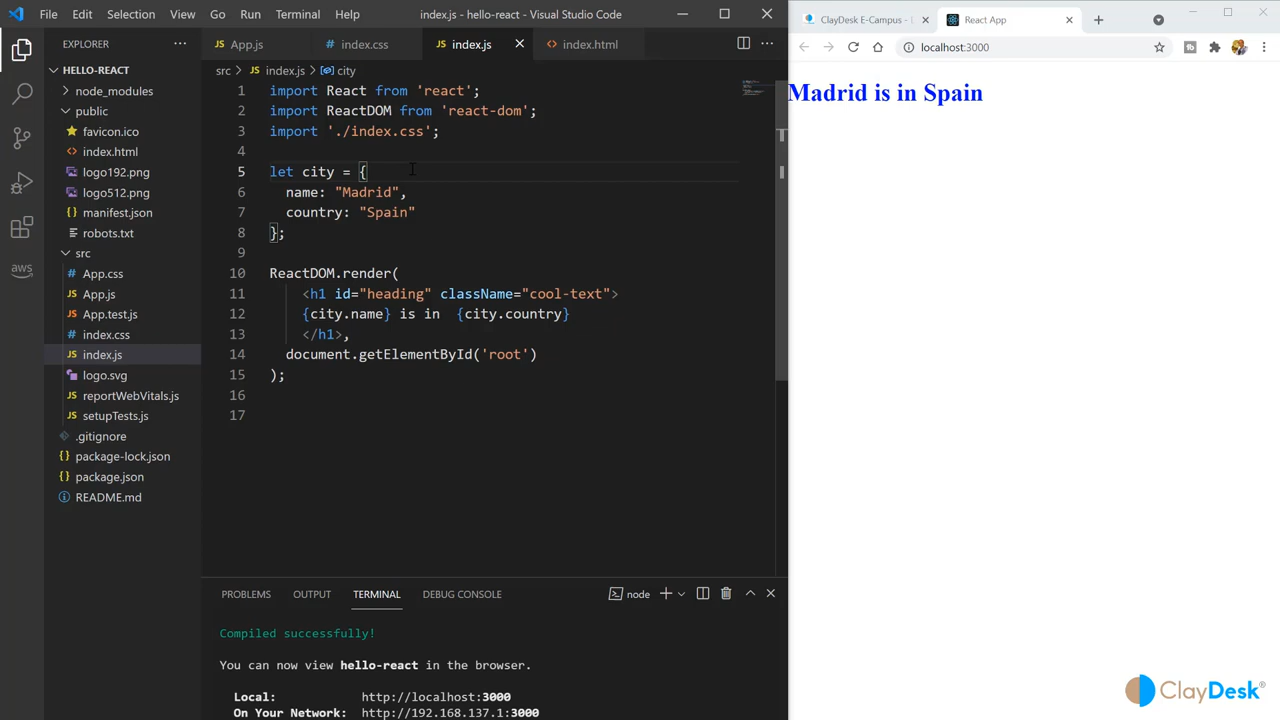 File Edit Selection View Go Run Terminal Help index.js - hello-react - Visual Studio Code
EXPLORER
HELLO-REACT
node_modules
public
favicon.ico
index.html
logo192.png
logo512.png
manifest.json
robots.txt
src
App.css
App.js
App.test.js
index.css
index.js
logo.svg
reportWebVitals.js
setupTests.js
.gitignore
package-lock.json
package.json
README.md
aws
JS App.js # index.css JS index.js <> index.html
src > JS index.js > city
1 import React from 'react';
2 import ReactDOM from 'react-dom';
3 import './index.css';
4
5 let city = {
6 name: "Madrid",
7 country: "Spain"
8 };
9
10 ReactDOM.render(
11 <h1 id="heading" className="cool-text">
12 {city.name} is in  {city.country}
13 </h1>,
14 document.getElementById('root')
15 );
16
17
PROBLEMS OUTPUT TERMINAL DEBUG CONSOLE node
Compiled successfully!
You can now view hello-react in the browser.
Local: http://localhost:3000
On Your Network: http://192.168.137.1:3000
ClayDesk E-Campus - L React App
localhost:3000
Madrid is in Spain
ClayDesk